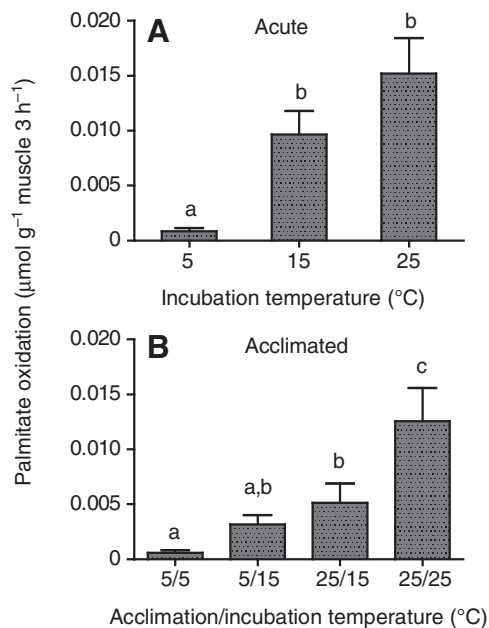 Palmitate oxidation (μmol g⁻¹ muscle 3 h⁻¹)
A
Acute
0.020
0.015
0.010
0.005
0
a
b
b
5
15
25
Incubation temperature (°C)
B
Acclimated
0.020
0.015
0.010
0.005
0
a
a,b
b
c
5/5
5/15
25/15
25/25
Acclimation/incubation temperature (°C)